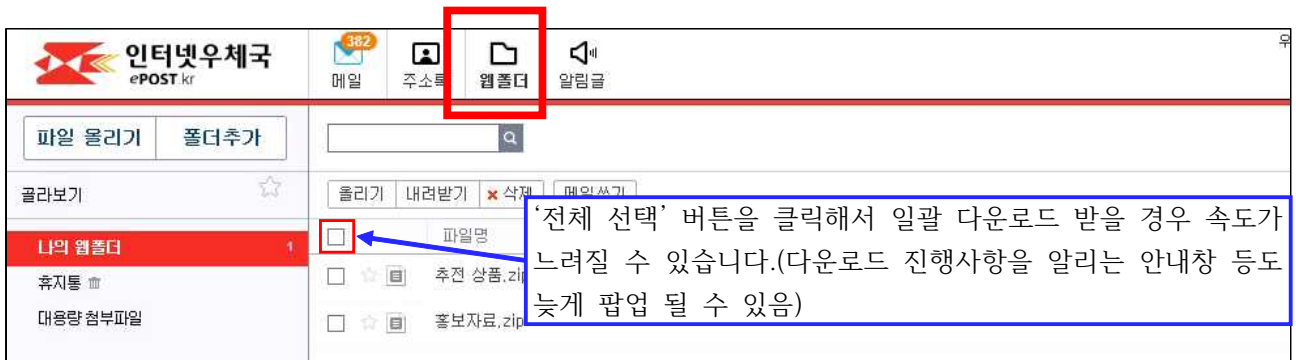 인터넷우체국
ePOST.kr
382
메일 주소록 웹폴더 알림글
우
파일 올리기 폴더추가
골라보기
올리기 내려받기 삭제 메일쓰기
나의 웹폴더 1
파일명
휴지통
추전 상품.zip
대용량 첨부파일
홍보자료.zip
‘전체 선택’ 버튼을 클릭해서 일괄 다운로드 받을 경우 속도가
느려질 수 있습니다.(다운로드 진행사항을 알리는 안내창 등도
늦게 팝업 될 수 있음)